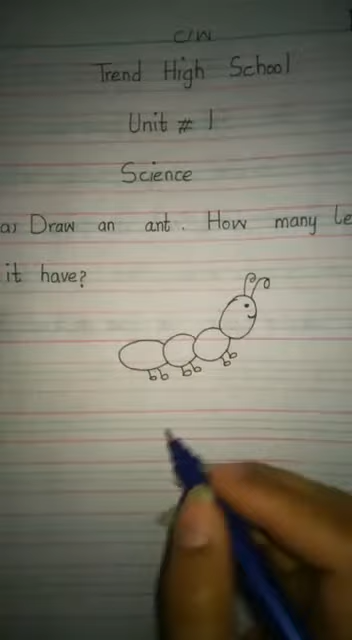 C/W
Trend High School
Unit # 1
Science
Draw an ant. How many
it have?